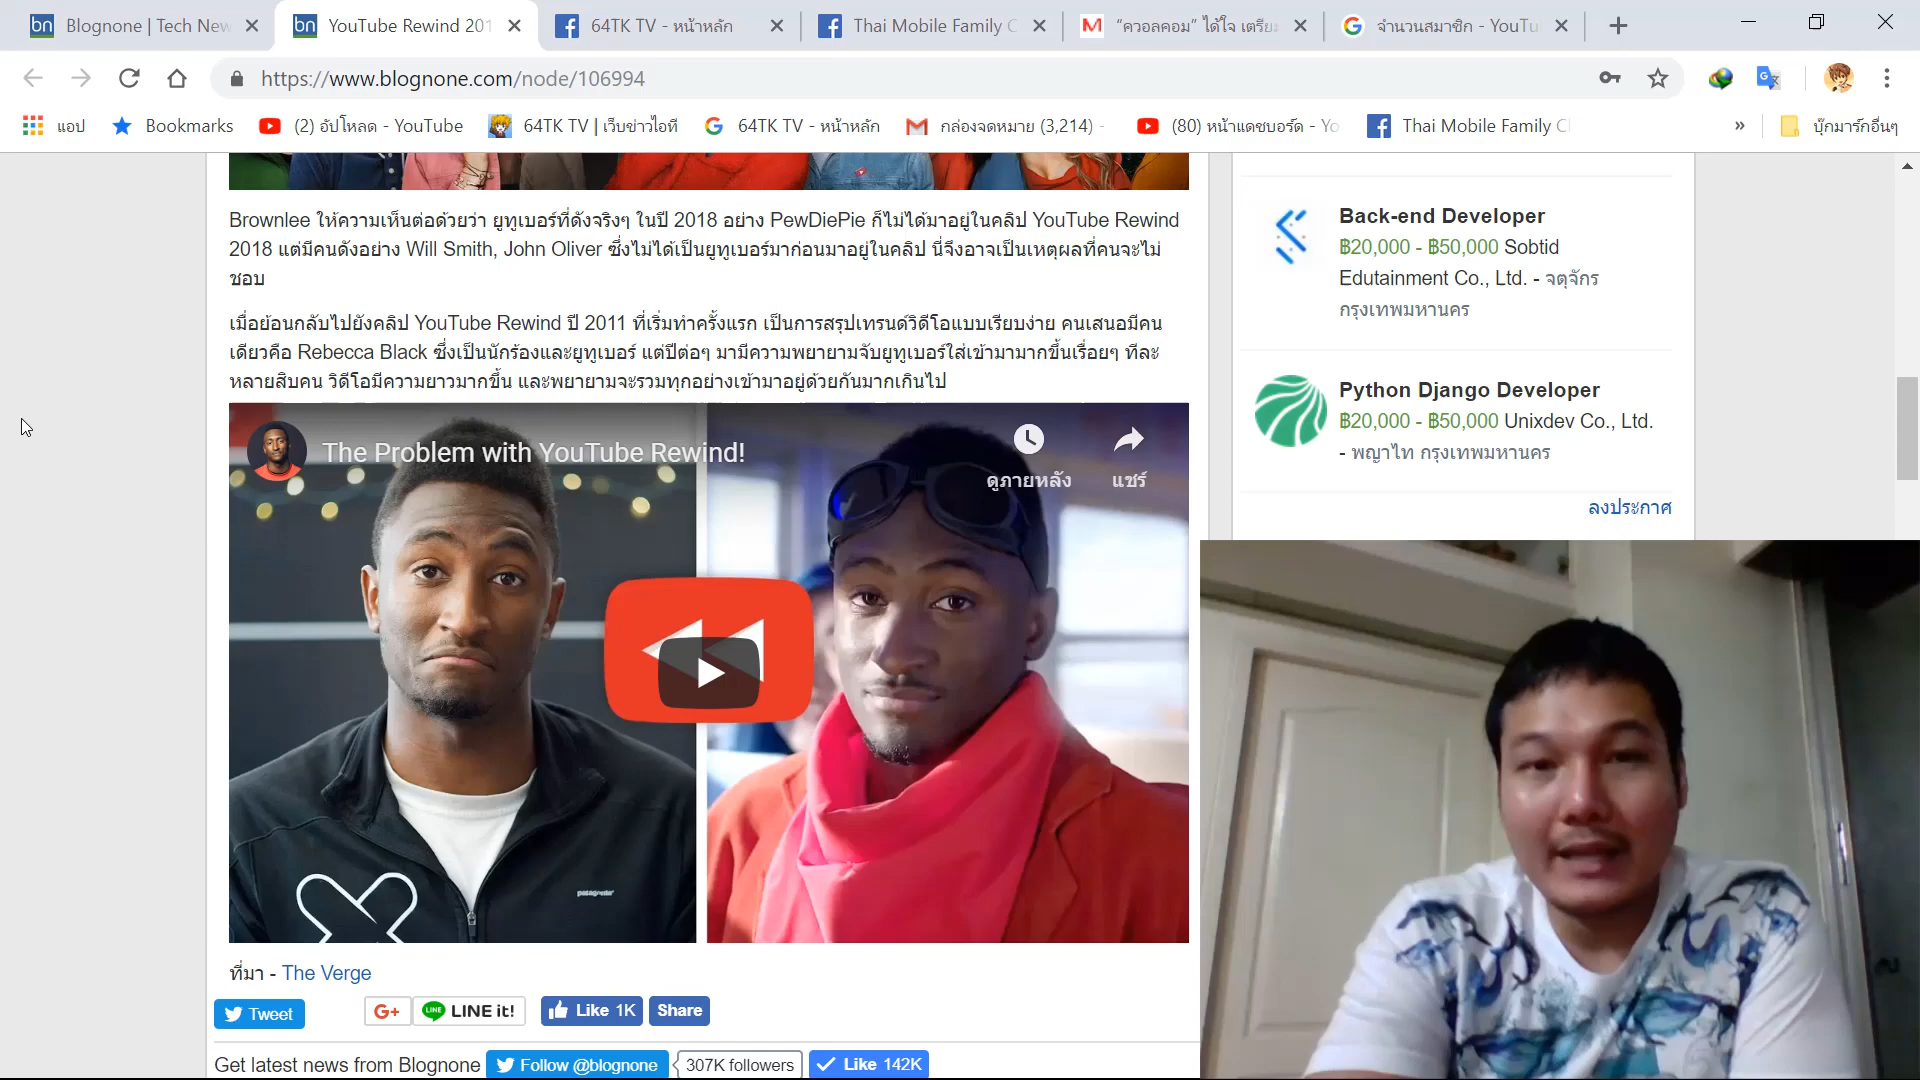 Blognone | Tech New
YouTube Rewind 201
64TK TV - หน้าหลัก
Thai Mobile Family C
"ควอลคอม" ได้ใจ เตรียม
จำนวนสมาชิก - YouTu
https://www.blognone.com/node/106994
แอป
Bookmarks
(2) อัปโหลด - YouTube
64TK TV | เว็บข่าวไอที
64TK TV - หน้าหลัก
กล่องจดหมาย (3,214) -
(80) หน้าแดชบอร์ด - Yo
Thai Mobile Family Cl
»
บุ๊กมาร์กอื่นๆ
Brownlee ให้ความเห็นต่อด้วยว่า ยูทูเบอร์ที่ดังจริงๆ ในปี 2018 อย่าง PewDiePie ก็ไม่ได้มาอยู่ในคลิป YouTube Rewind
2018 แต่มีคนดังอย่าง Will Smith, John Oliver ซึ่งไม่ได้เป็นยูทูเบอร์มาก่อนมาอยู่ในคลิป นี่จึงอาจเป็นเหตุผลที่คนจะไม่
ชอบ
เมื่อย้อนกลับไปยังคลิป YouTube Rewind ปี 2011 ที่เริ่มทำครั้งแรก เป็นการสรุปเทรนด์วิดีโอแบบเรียบง่าย คนเสนอมีคน
เดียวคือ Rebecca Black ซึ่งเป็นนักร้องและยูทูเบอร์ แต่ปีต่อๆ มามีความพยายามจับยูทูเบอร์ใส่เข้ามามากขึ้นเรื่อยๆ ทีละ
หลายสิบคน วิดีโอมีความยาวมากขึ้น และพยายามจะรวมทุกอย่างเข้ามาอยู่ด้วยกันมากเกินไป
The Problem with YouTube Rewind!
ดูภายหลัง
แชร์
patagonia
ที่มา - The Verge
Tweet
G+
LINE LINE it!
Like 1K
Share
Get latest news from Blognone
Follow @blognone
307K followers
Like 142K
Back-end Developer
฿20,000 - ฿50,000 Sobtid
Edutainment Co., Ltd. - จตุจักร
กรุงเทพมหานคร
Python Django Developer
฿20,000 - ฿50,000 Unixdev Co., Ltd.
- พญาไท กรุงเทพมหานคร
ลงประกาศ